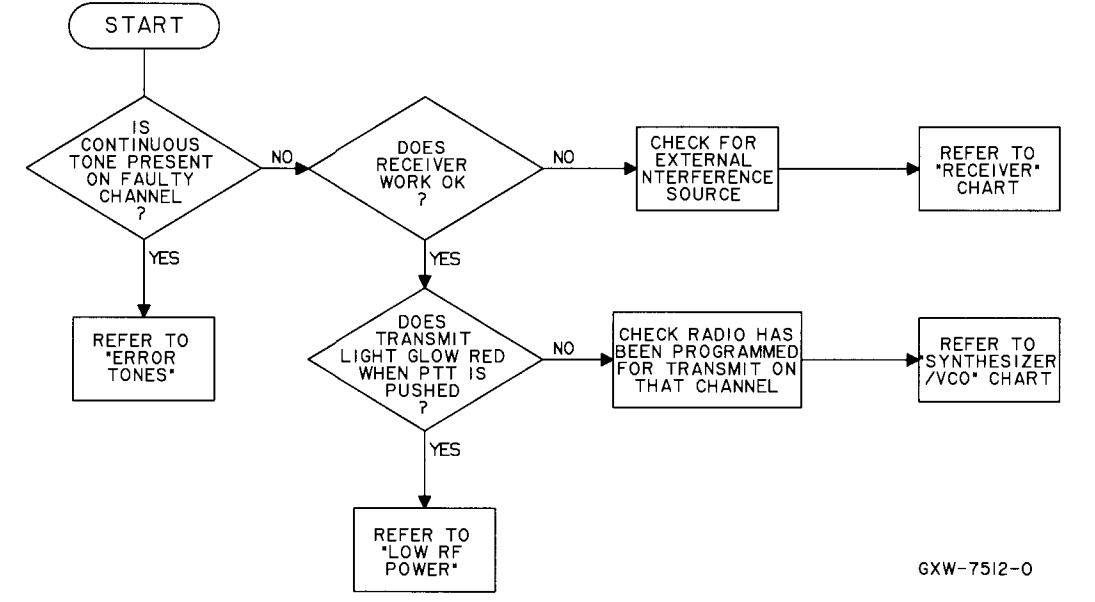 START
IS
CONTINUOUS
TONE PRESENT
ON FAULTY
CHANNEL
?
NO
YES
REFER TO
"ERROR
TONES"
DOES
RECEIVER
WORK OK
?
NO
YES
CHECK FOR
EXTERNAL
NTERFERENCE
SOURCE
REFER TO
"RECEIVER"
CHART
DOES
TRANSMIT
LIGHT GLOW RED
WHEN PTT IS
PUSHED
?
NO
YES
CHECK RADIO HAS
BEEN PROGRAMMED
FOR TRANSMIT ON
THAT CHANNEL
REFER TO
"SYNTHESIZER
/VCO" CHART
REFER TO
"LOW RF
POWER"
GXW-7512-O